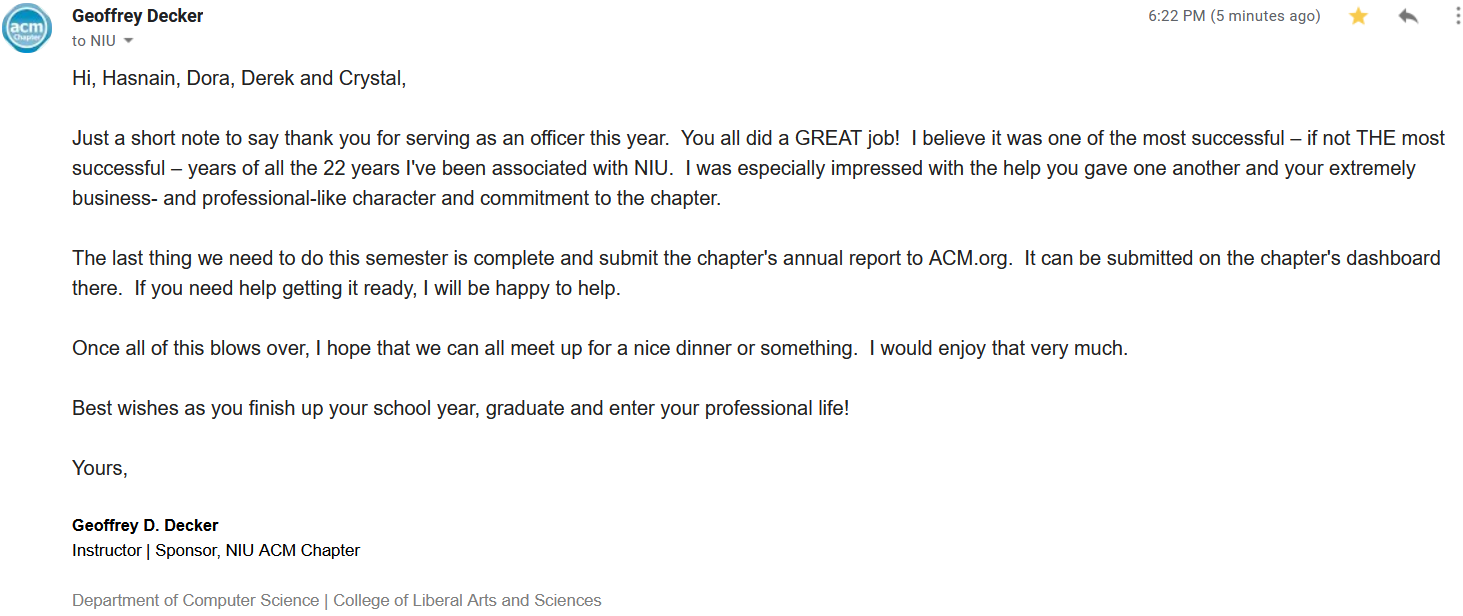 acm
Chapter
Geoffrey Decker
6:22 PM (5 minutes ago)
to NIU
Hi, Hasnain, Dora, Derek and Crystal,
Just a short note to say thank you for serving as an officer this year.  You all did a GREAT job!  I believe it was one of the most successful – if not THE most
successful – years of all the 22 years I've been associated with NIU.  I was especially impressed with the help you gave one another and your extremely
business- and professional-like character and commitment to the chapter.
The last thing we need to do this semester is complete and submit the chapter's annual report to ACM.org.  It can be submitted on the chapter's dashboard
there.  If you need help getting it ready, I will be happy to help.
Once all of this blows over, I hope that we can all meet up for a nice dinner or something.  I would enjoy that very much.
Best wishes as you finish up your school year, graduate and enter your professional life!
Yours,
Geoffrey D. Decker
Instructor | Sponsor, NIU ACM Chapter
Department of Computer Science | College of Liberal Arts and Sciences